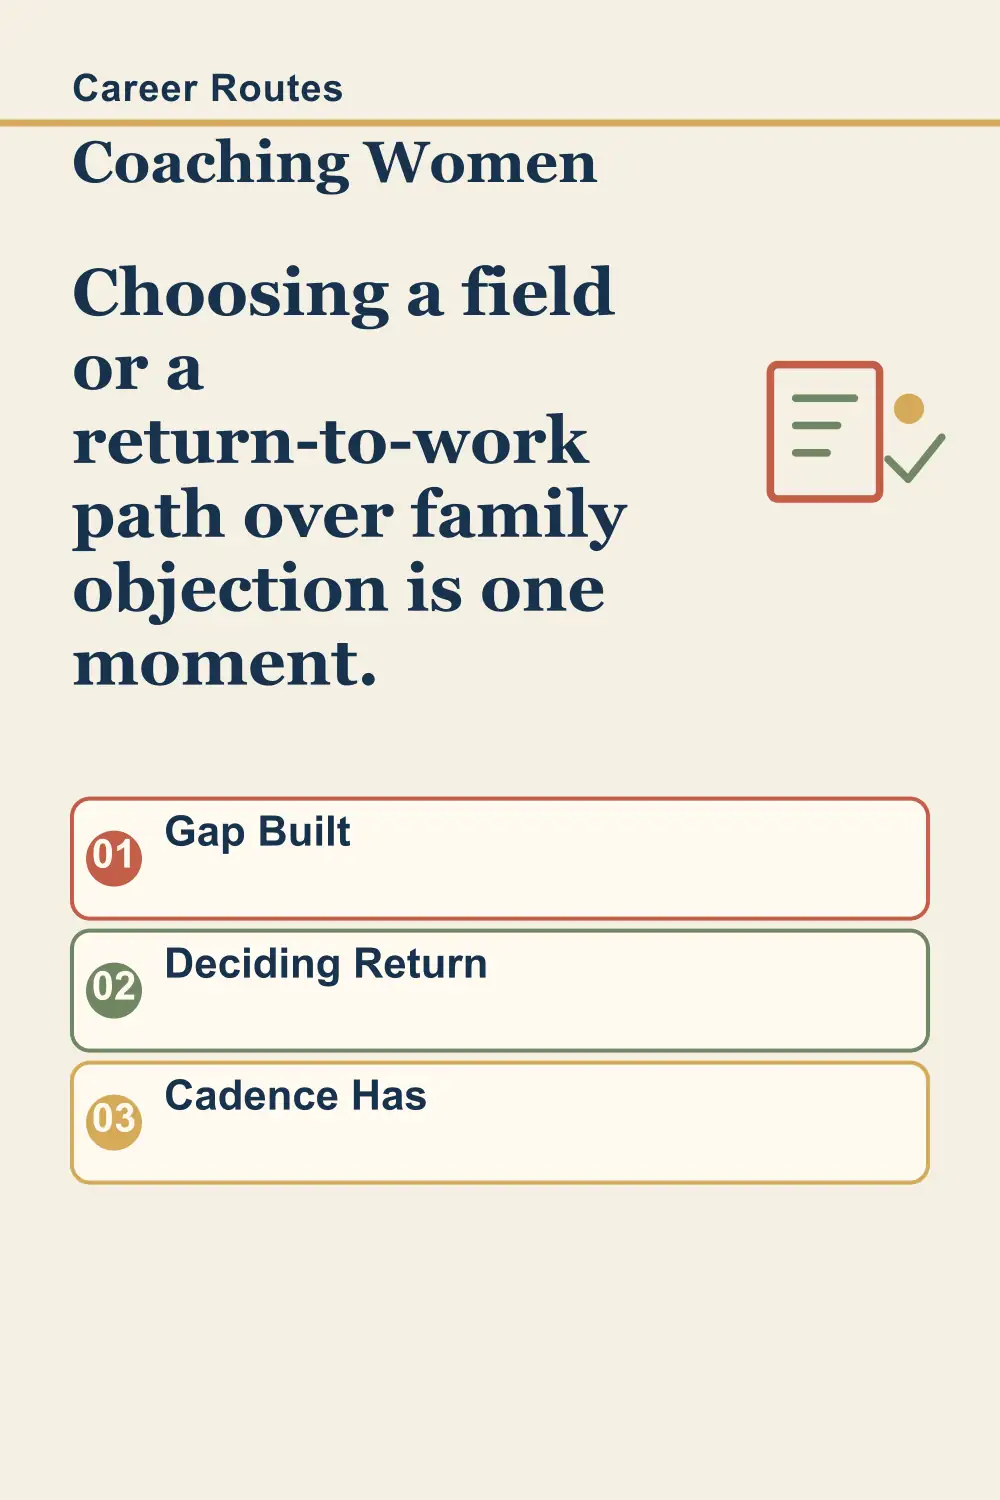 Career Routes
Coaching Women
Choosing a field
or a
return-to-work
path over family
objection is one
moment.
01 Gap Built
02 Deciding Return
03 Cadence Has